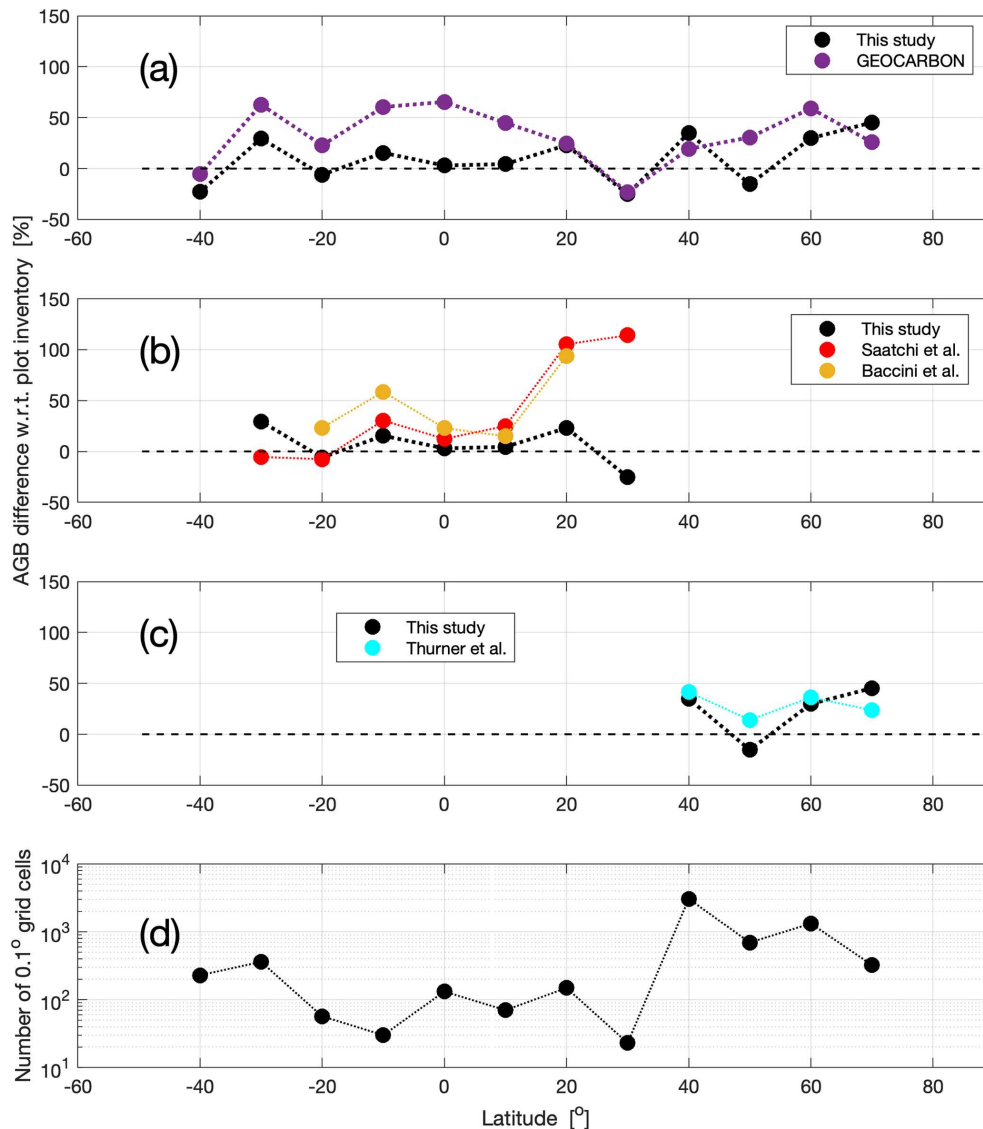 AGB difference w.r.t. plot inventory [%]
150
100
50
0
-50
(a)
This study
GEOCARBON
-60 -40 -20 0 20 40 60 80
150
100
50
0
-50
(b)
This study
Saatchi et al.
Baccini et al.
-60 -40 -20 0 20 40 60 80
150
100
50
0
-50
(c)
This study
Thurner et al.
-60 -40 -20 0 20 40 60 80
Number of 0.1° grid cells
10⁴
10³
10²
10¹
(d)
-60 -40 -20 0 20 40 60 80
Latitude [°]